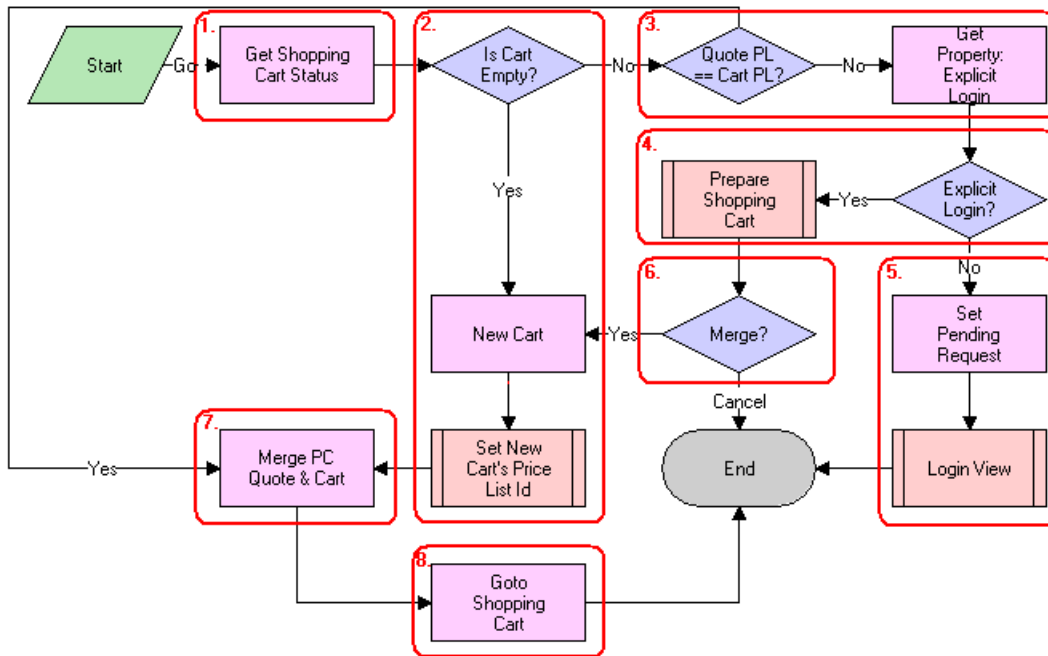 1.
Get Shopping
Cart Status
2.
Is Cart
Empty?
3.
Quote PL
== Cart PL?
Get
Property:
Explicit
Login
Start
Go
No
No
Yes
4.
Prepare
Shopping
Cart
Yes
Explicit
Login?
No
5.
Set
Pending
Request
6.
Merge?
Yes
New Cart
Cancel
7.
Merge PC
Quote & Cart
Yes
Set New
Cart's Price
List Id
End
Login View
8.
Goto
Shopping
Cart